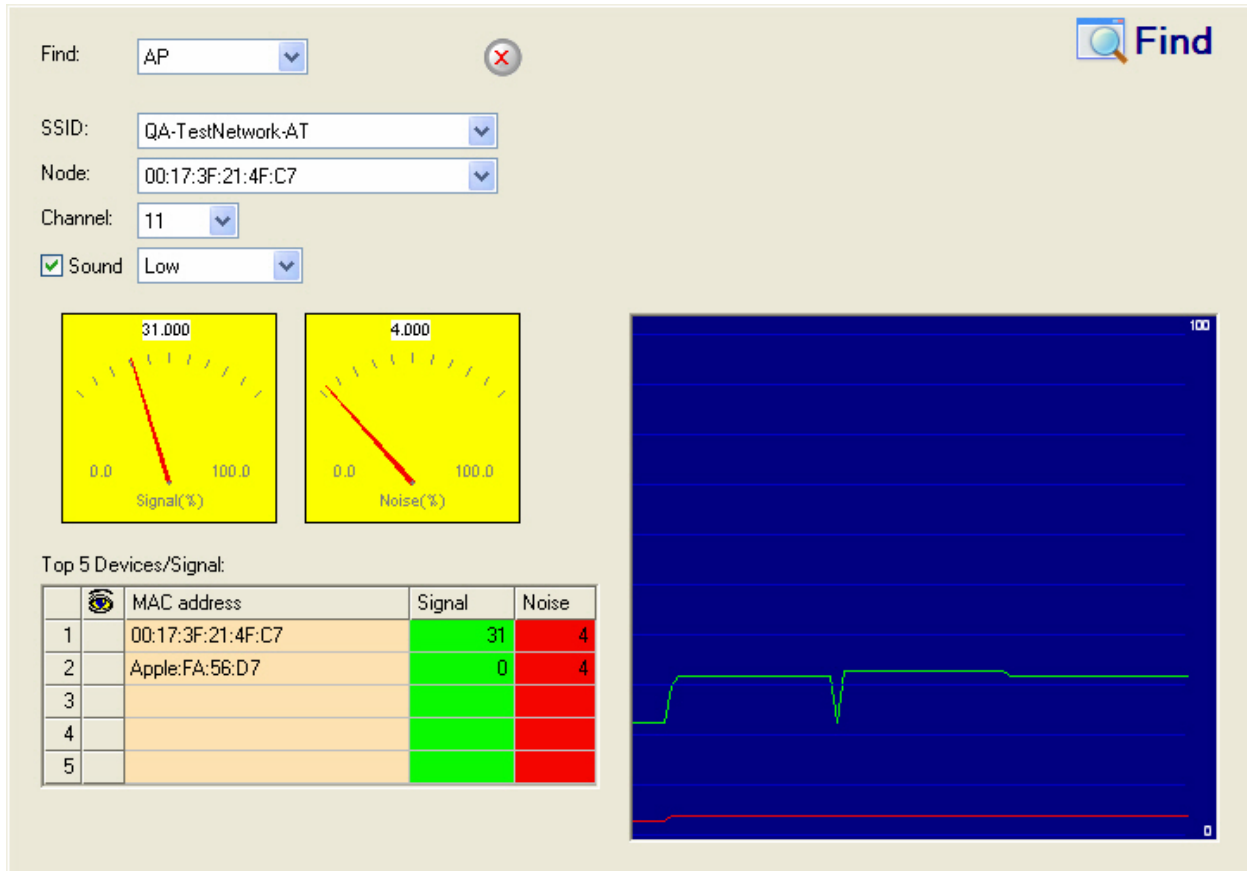 Find: AP
Find
SSID: QA-TestNetwork-AT
Node: 00:17:3F:21:4F:C7
Channel: 11
Sound Low
31.000
0.0 100.0
Signal(%)
4.000
0.0 100.0
Noise(%)
100
0
Top 5 Devices/Signal:
MAC address Signal Noise
1 00:17:3F:21:4F:C7 31 4
2 Apple:FA:56:D7 0 4
3
4
5